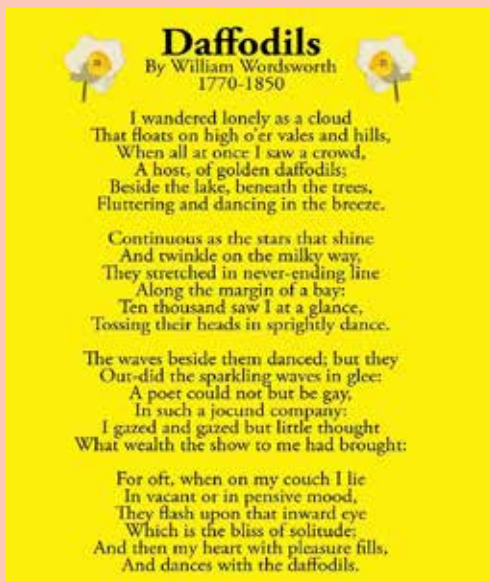 Daffodils
By William Wordsworth
1770-1850
I wandered lonely as a cloud
That floats on high o'er vales and hills,
When all at once I saw a crowd,
A host, of golden daffodils;
Beside the lake, beneath the trees,
Fluttering and dancing in the breeze.
Continuous as the stars that shine
And twinkle on the milky way,
They stretched in never-ending line
Along the margin of a bay:
Ten thousand saw I at a glance,
Tossing their heads in sprightly dance.
The waves beside them danced; but they
Out-did the sparkling waves in glee:
A poet could not but be gay,
In such a jocund company:
I gazed and gazed but little thought
What wealth the show to me had brought:
For oft, when on my couch I lie
In vacant or in pensive mood,
They flash upon that inward eye
Which is the bliss of solitude;
And then my heart with pleasure fills,
And dances with the daffodils.